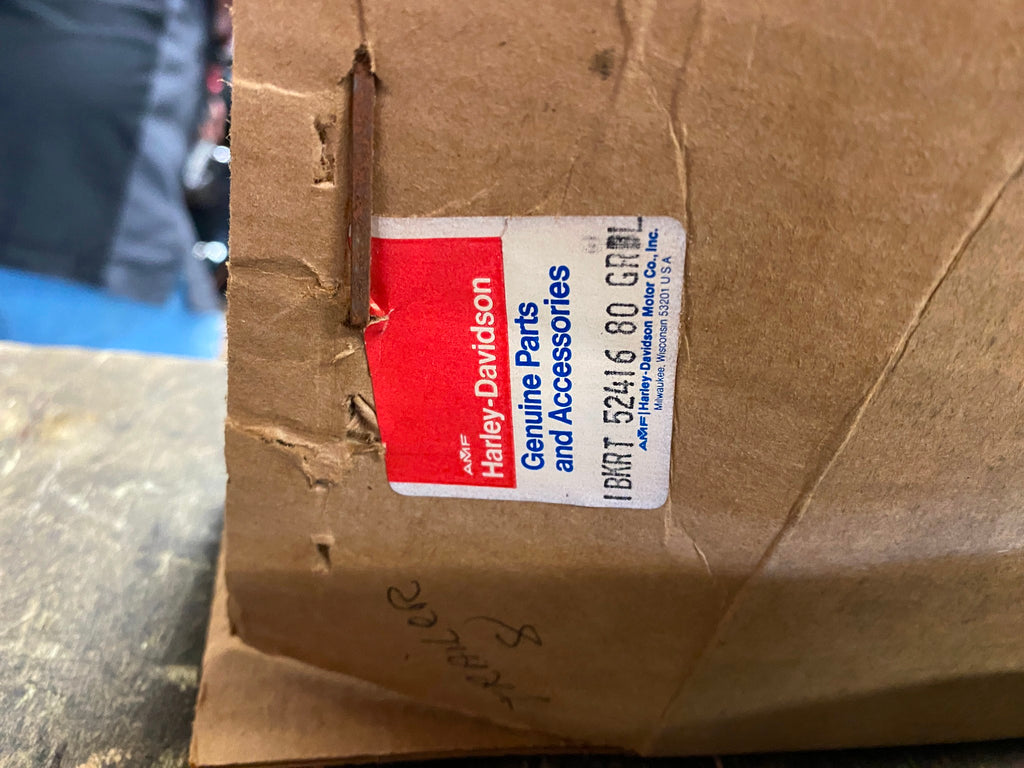 AMF
Harley-Davidson
Genuine Parts
and Accessories
1 BKRT 52416 80
AMF | Harley-Davidson Motor Co., Inc.
Milwaukee, Wisconsin 53201 U S A
8